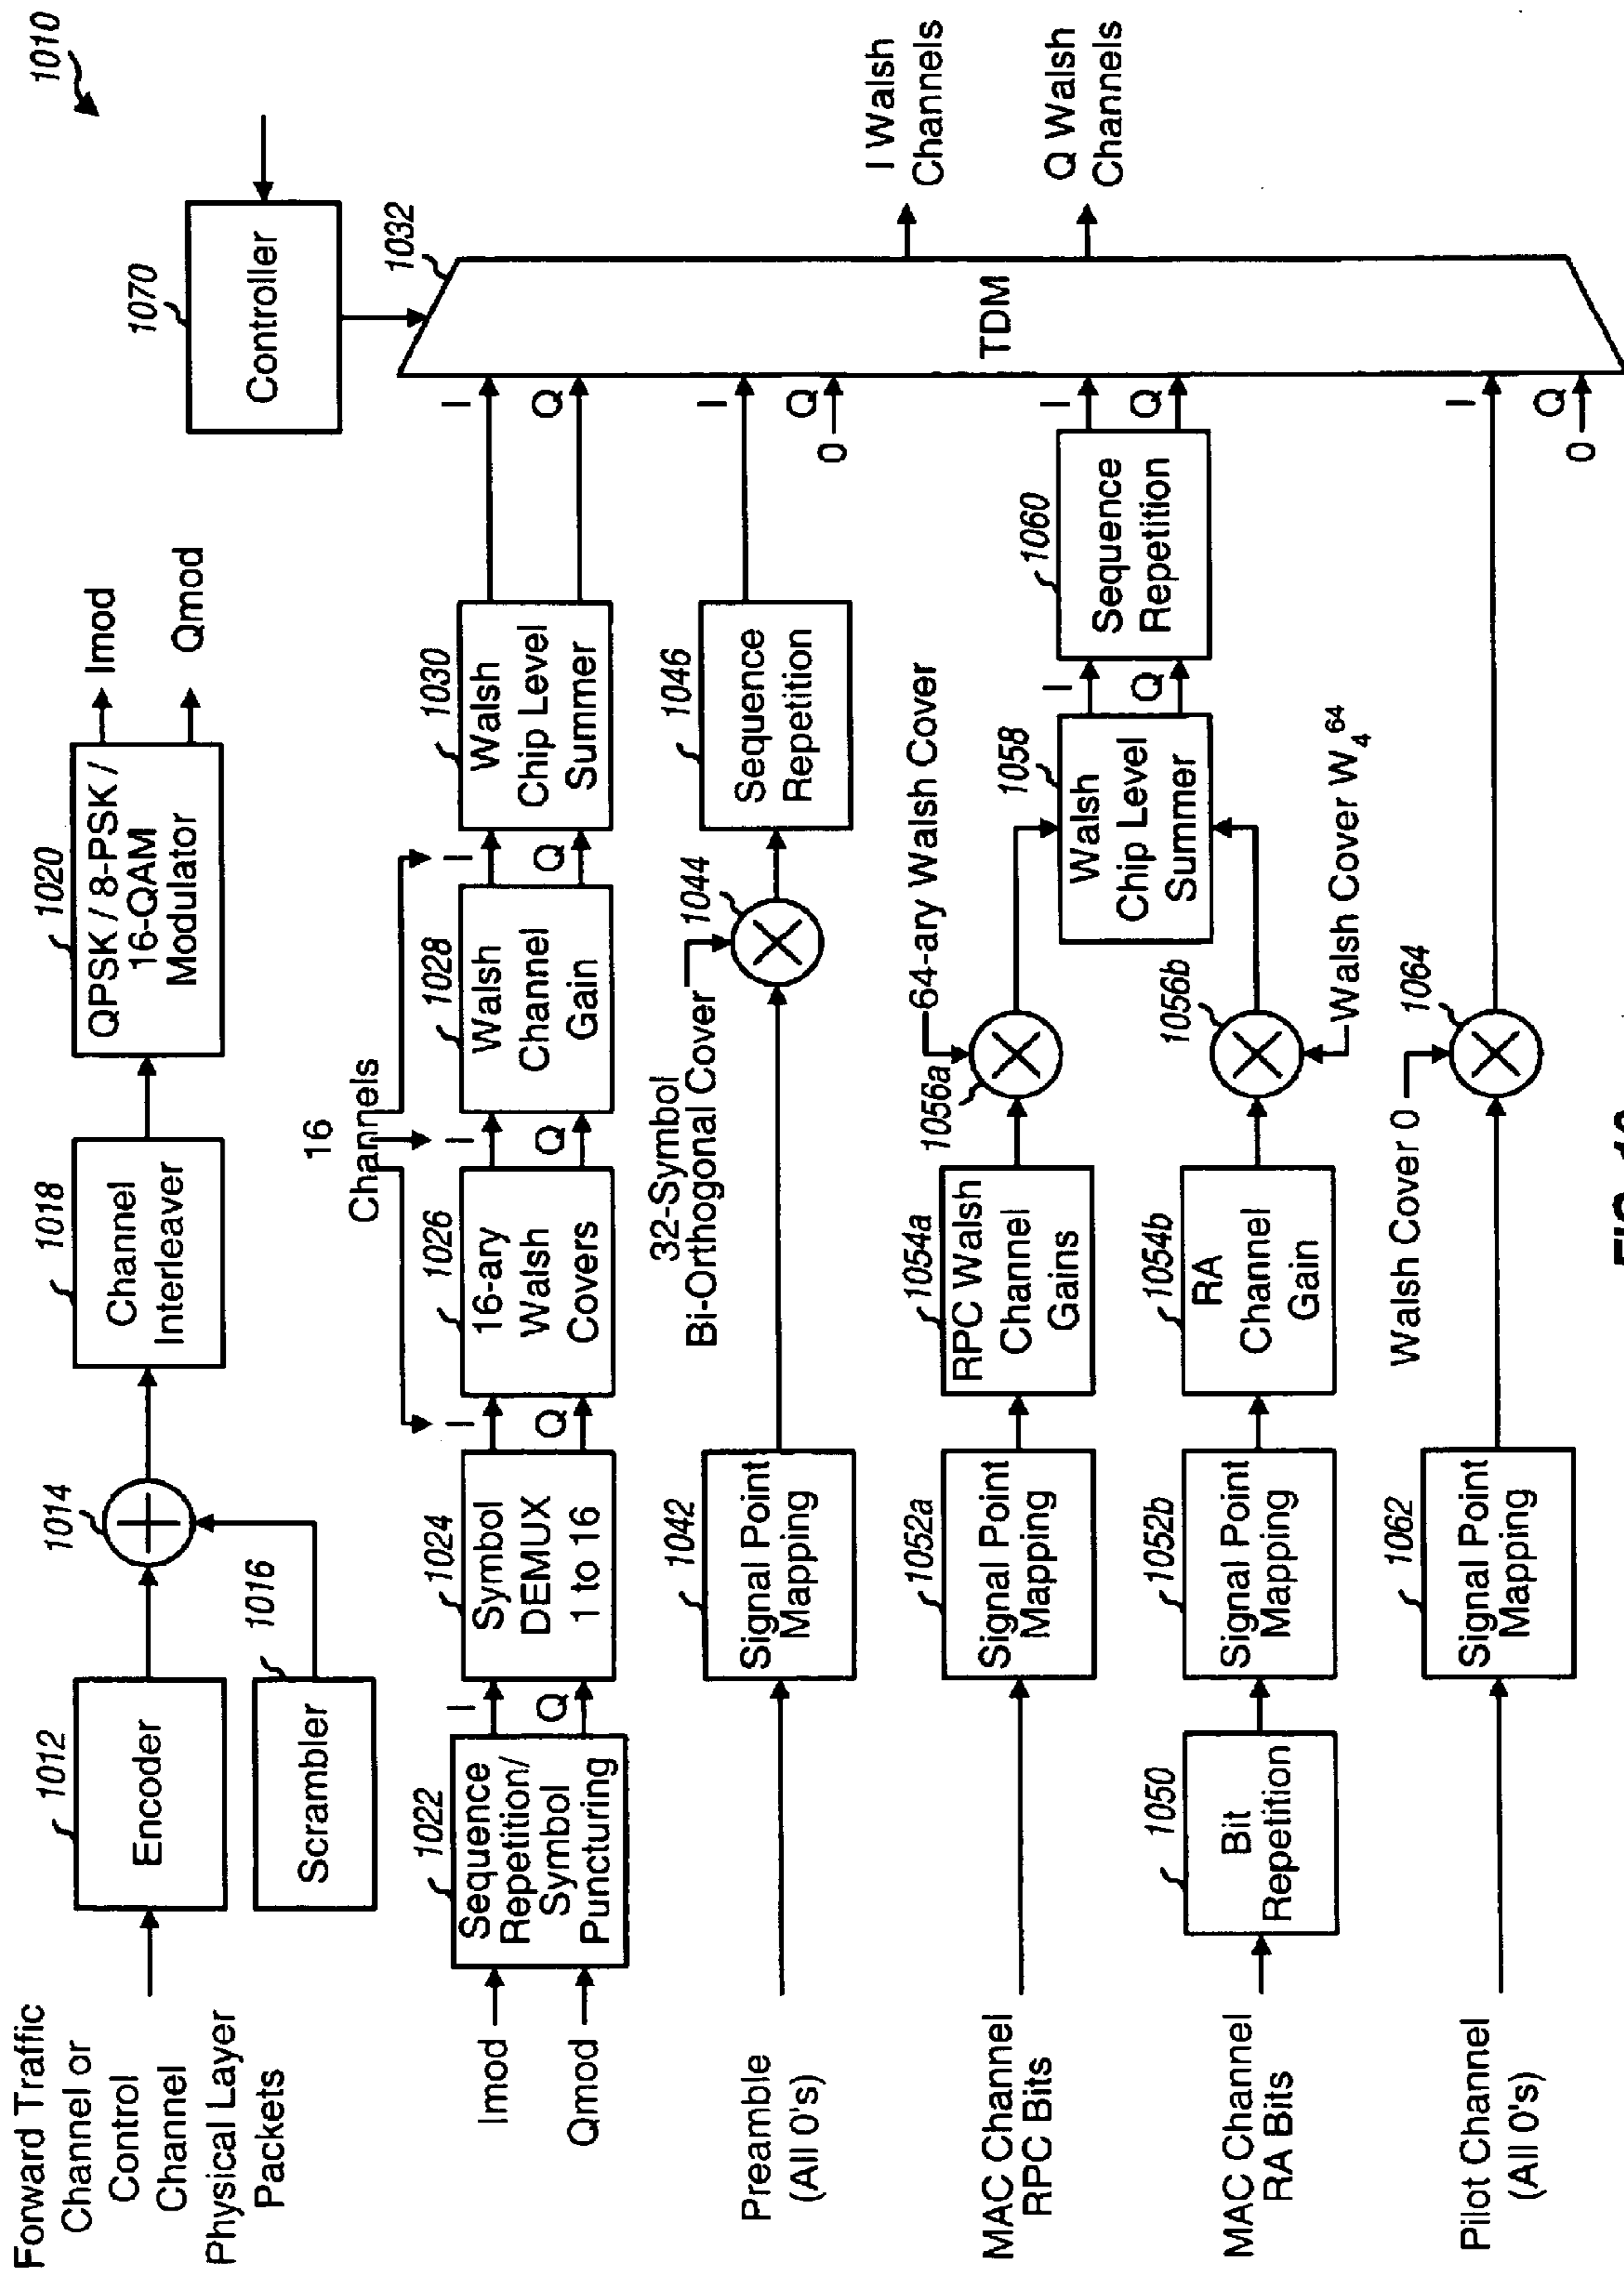 1010
Forward Traffic
Channel or
Control
Channel
Physical Layer
Packets
1012
Encoder
1014
1016
Scrambler
1018
Channel
Interleaver
1020
QPSK / 8-PSK /
16-QAM
Modulator
Imod
Qmod
1070
Controller
Imod
Qmod
1022
Sequence
Repetition/
Symbol
Puncturing
I
Q
1024
Symbol
DEMUX
1 to 16
16
Channels
I
Q
1026
16-ary
Walsh
Covers
I
Q
1028
Walsh
Channel
Gain
I
Q
1030
Walsh
Chip Level
Summer
I
Q
1032
TDM
I Walsh
Channels
Q Walsh
Channels
Preamble
(All 0's)
1042
Signal Point
Mapping
32-Symbol
Bi-Orthogonal Cover
1044
1046
Sequence
Repetition
I
Q
0
MAC Channel
RPC Bits
1052a
Signal Point
Mapping
1054a
RPC Walsh
Channel
Gains
1056a
64-ary Walsh Cover
1058
Walsh
Chip Level
Summer
I
Q
1060
Sequence
Repetition
I
Q
MAC Channel
RA Bits
1050
Bit
Repetition
1052b
Signal Point
Mapping
1054b
RA
Channel
Gain
1056b
Walsh Cover W₄⁶⁴
Pilot Channel
(All 0's)
1062
Signal Point
Mapping
Walsh Cover 0
1064
I
Q
0